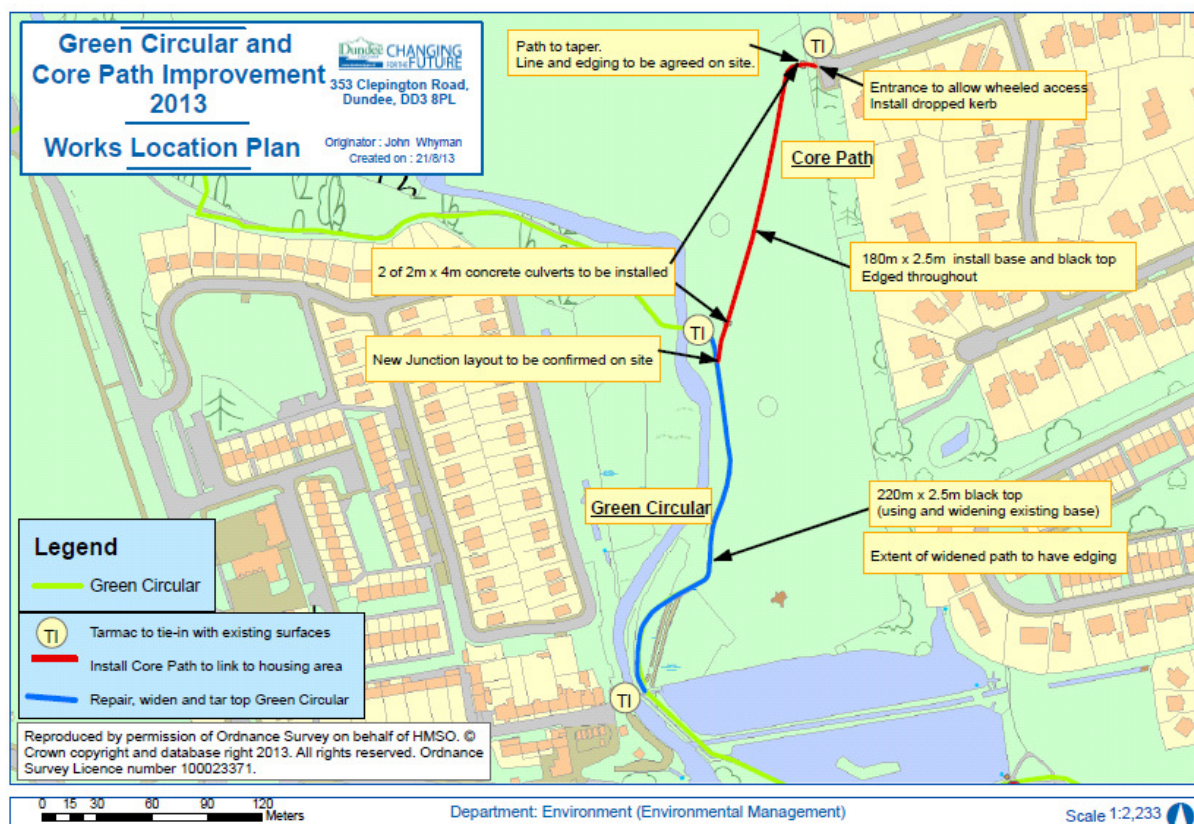 Green Circular and
Core Path Improvement
2013
Works Location Plan
Dundee CHANGING
FOR THE FUTURE
353 Clepington Road,
Dundee, DD3 8PL
Originator : John Whyman
Created on : 21/8/13
Path to taper.
Line and edging to be agreed on site.
TI
Entrance to allow wheeled access
Install dropped kerb
Core Path
2 of 2m x 4m concrete culverts to be installed
180m x 2.5m install base and black top
Edged throughout
TI
New Junction layout to be confirmed on site
Green Circular
220m x 2.5m black top
(using and widening existing base)
Extent of widened path to have edging
TI
Legend
Green Circular
TI Tarmac to tie-in with existing surfaces
Install Core Path to link to housing area
Repair, widen and tar top Green Circular
Reproduced by permission of Ordnance Survey on behalf of HMSO. ©
Crown copyright and database right 2013. All rights reserved. Ordnance
Survey Licence number 100023371.
0 15 30 60 90 120
Meters
Department: Environment (Environmental Management)
Scale 1:2,233